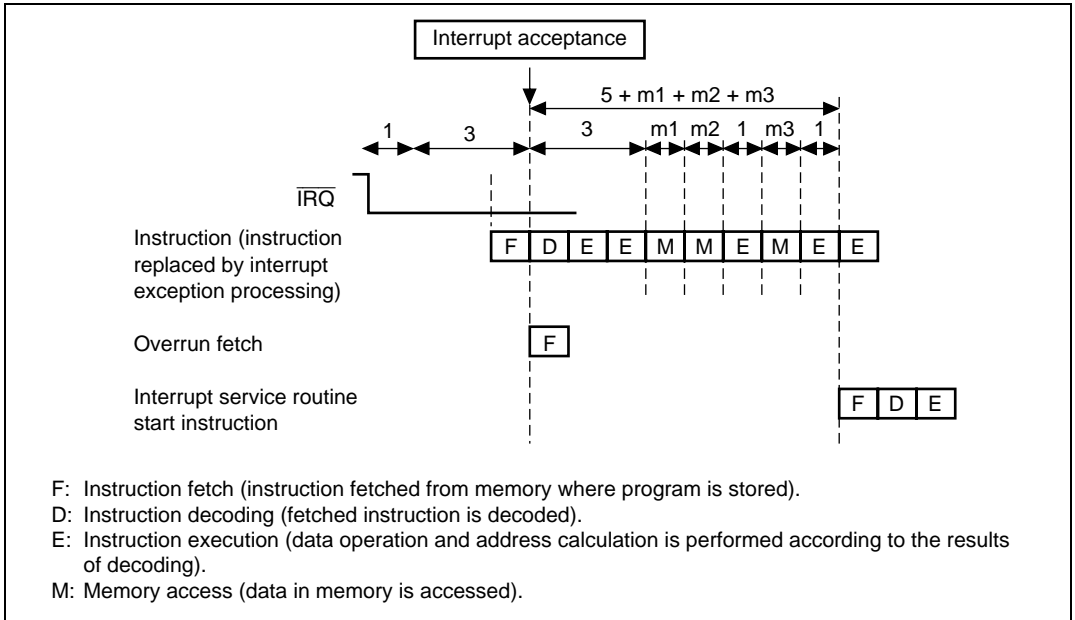 Interrupt acceptance
5 + m1 + m2 + m3
1 3 3 m1 m2 1 m3 1
IRQ
Instruction (instruction
replaced by interrupt
exception processing)
F D E E M M E M E E
Overrun fetch
F
Interrupt service routine
start instruction
F D E
F: Instruction fetch (instruction fetched from memory where program is stored).
D: Instruction decoding (fetched instruction is decoded).
E: Instruction execution (data operation and address calculation is performed according to the results
of decoding).
M: Memory access (data in memory is accessed).